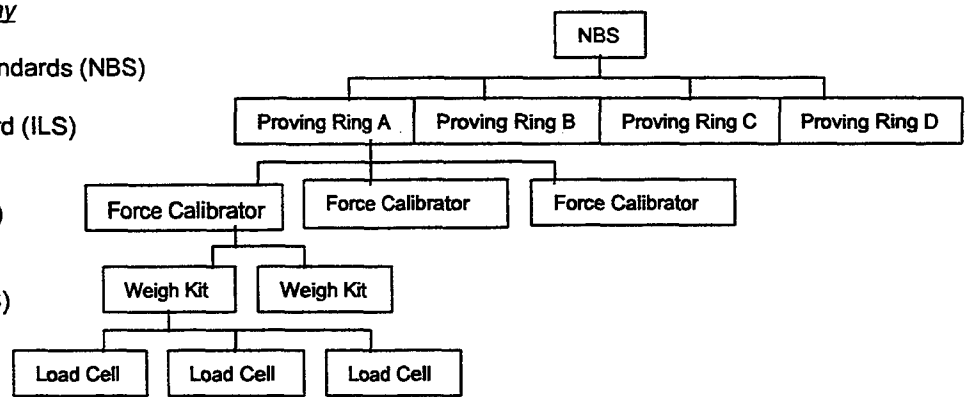 NBS
ndards (NBS)
rd (ILS)
Proving Ring A Proving Ring B Proving Ring C Proving Ring D
)
Force Calibrator Force Calibrator Force Calibrator
)
Weigh Kit Weigh Kit
Load Cell Load Cell Load Cell